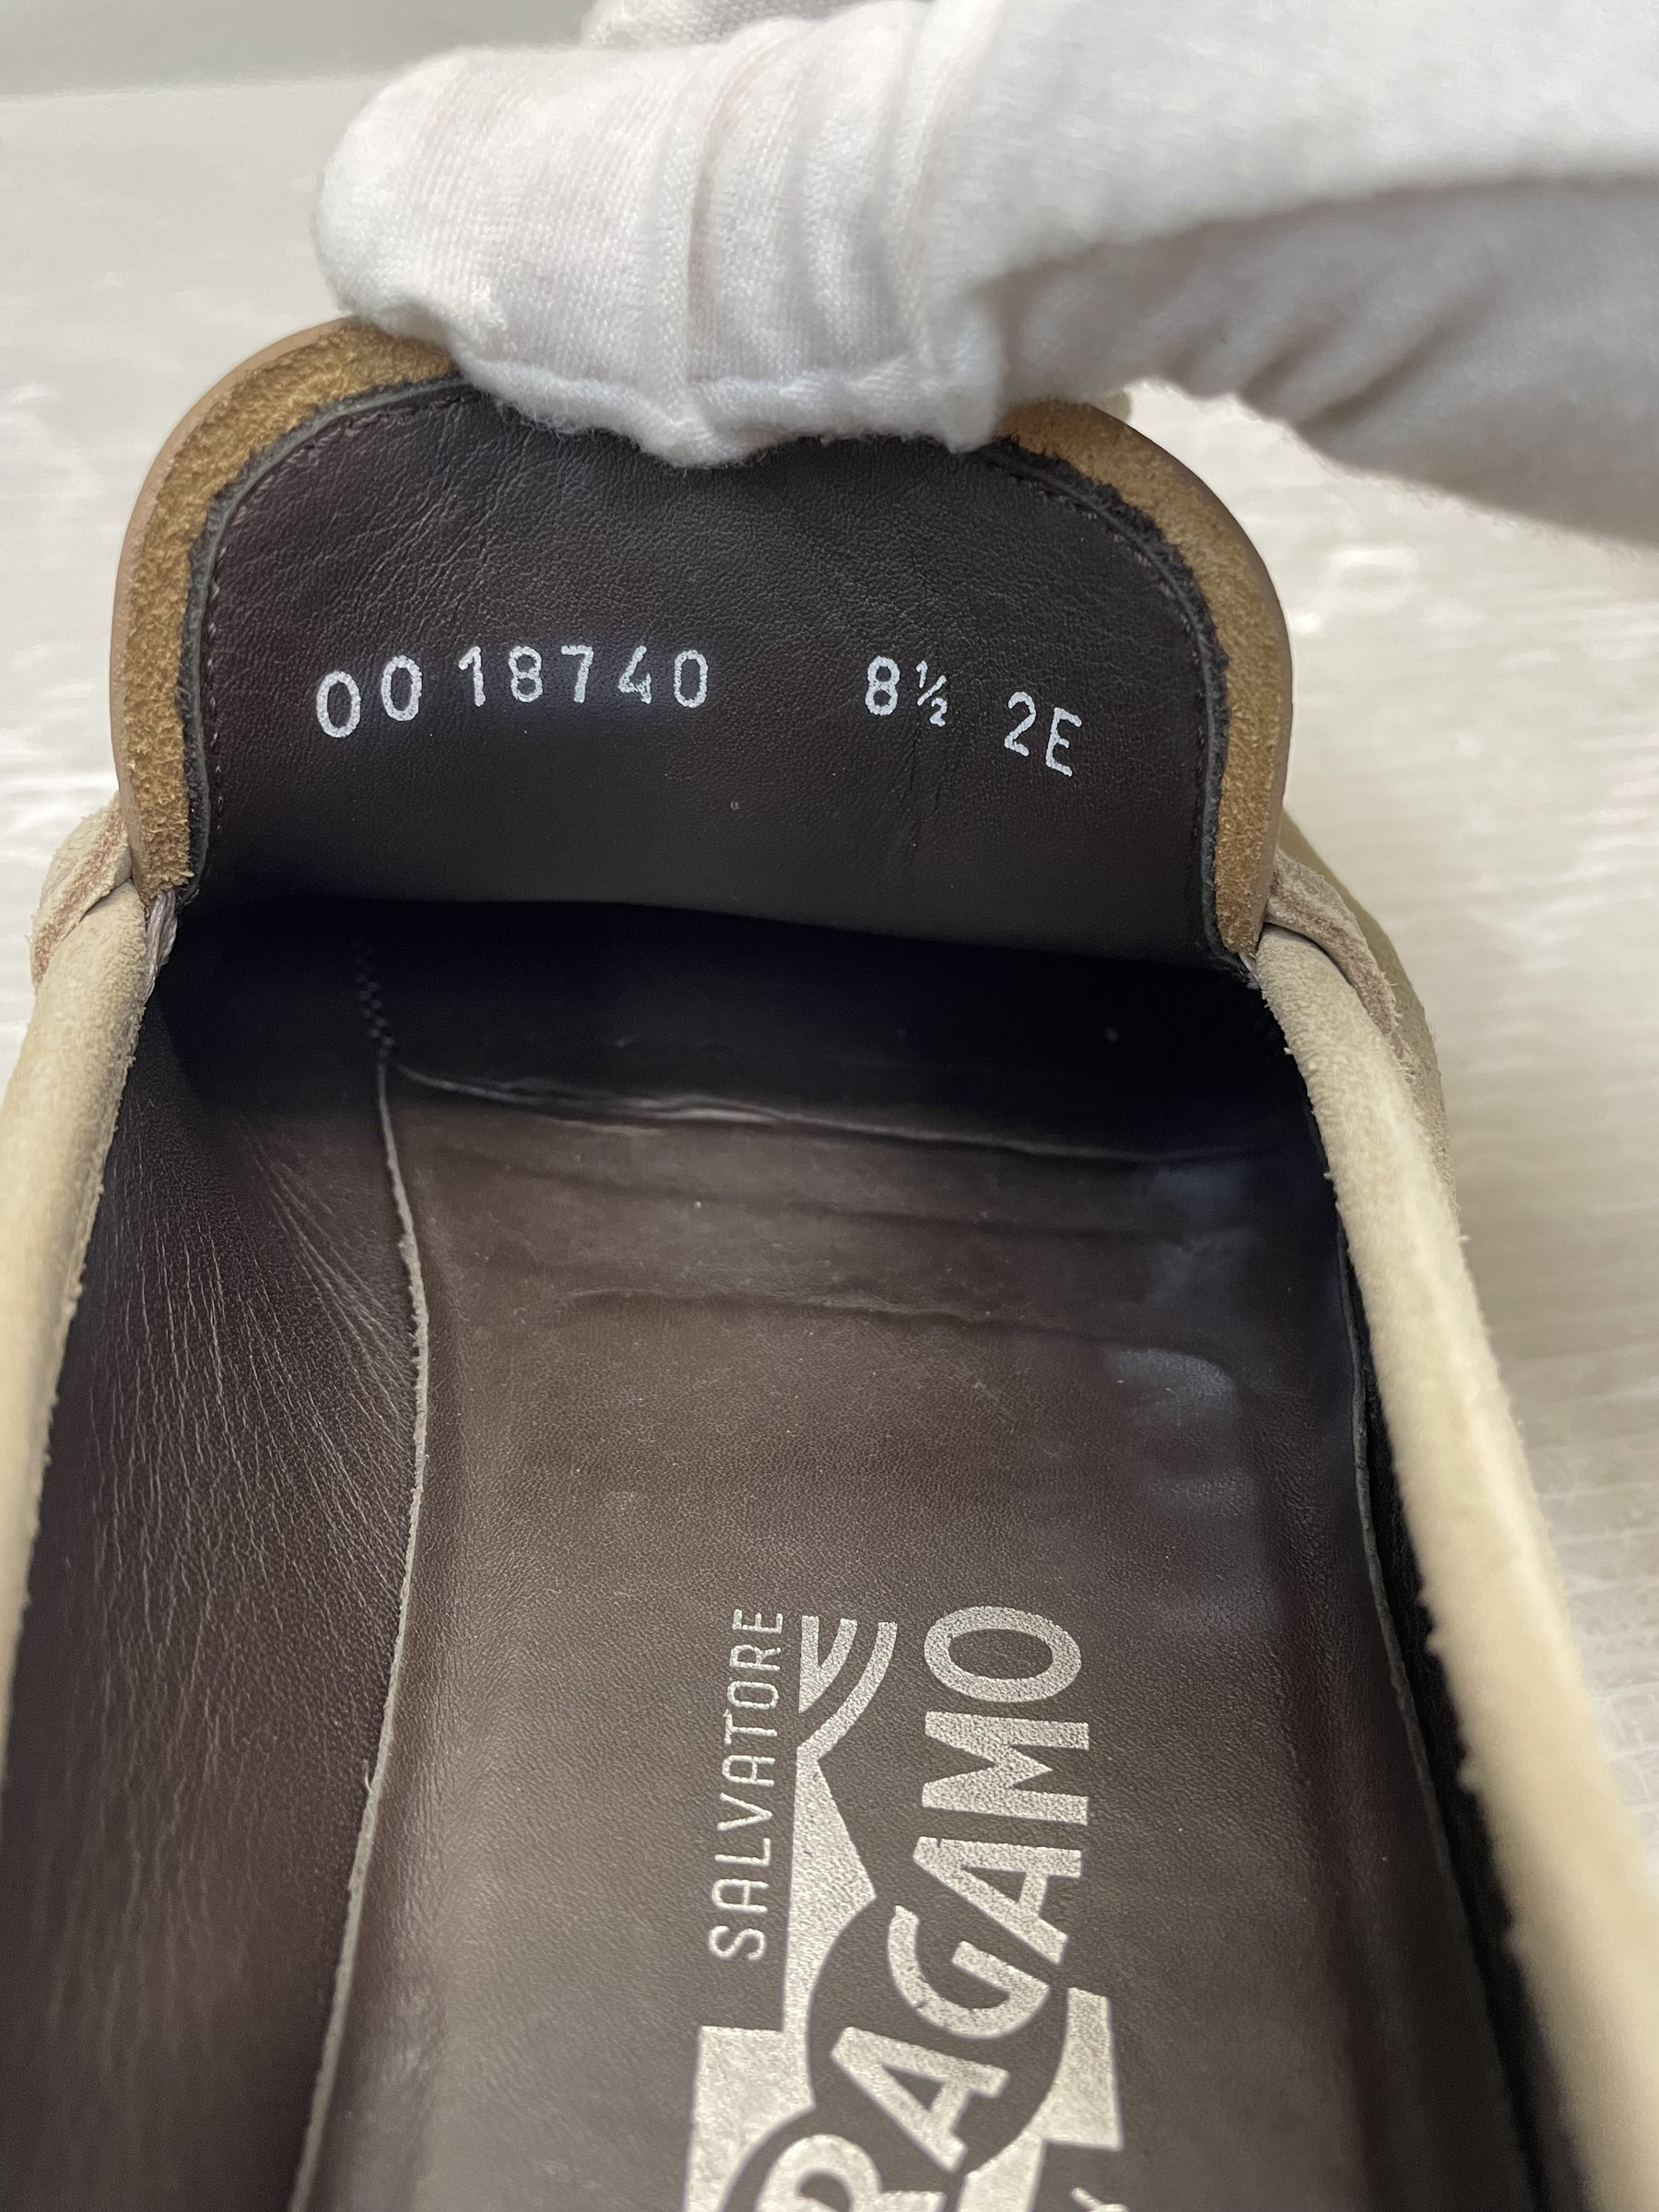 0018740 8½ 2E
SALVATORE
RAGAMO